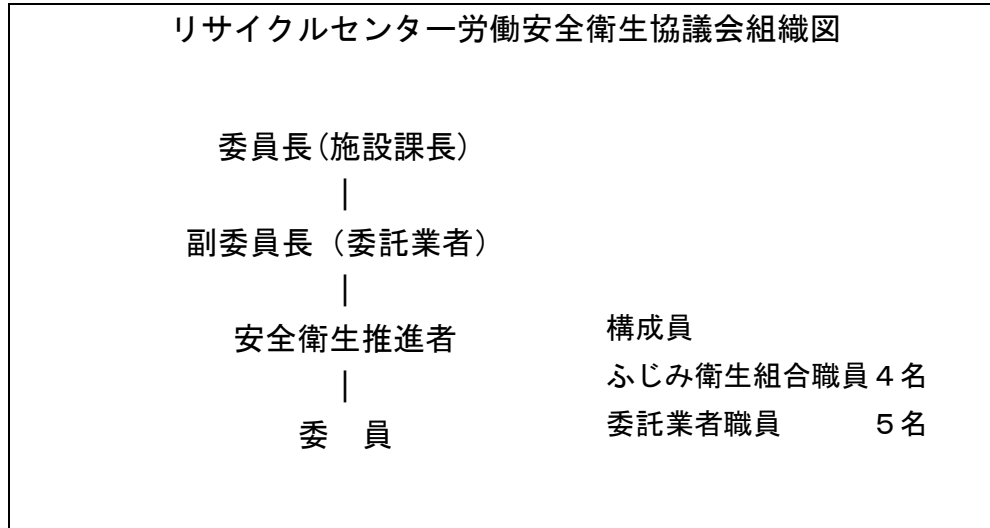 リサイクルセンター労働安全衛生協議会組織図
委員長(施設課長)
|
副委員長（委託業者）
|
安全衛生推進者
|
委　員
構成員
ふじみ衛生組合職員４名
委託業者職員　　　５名